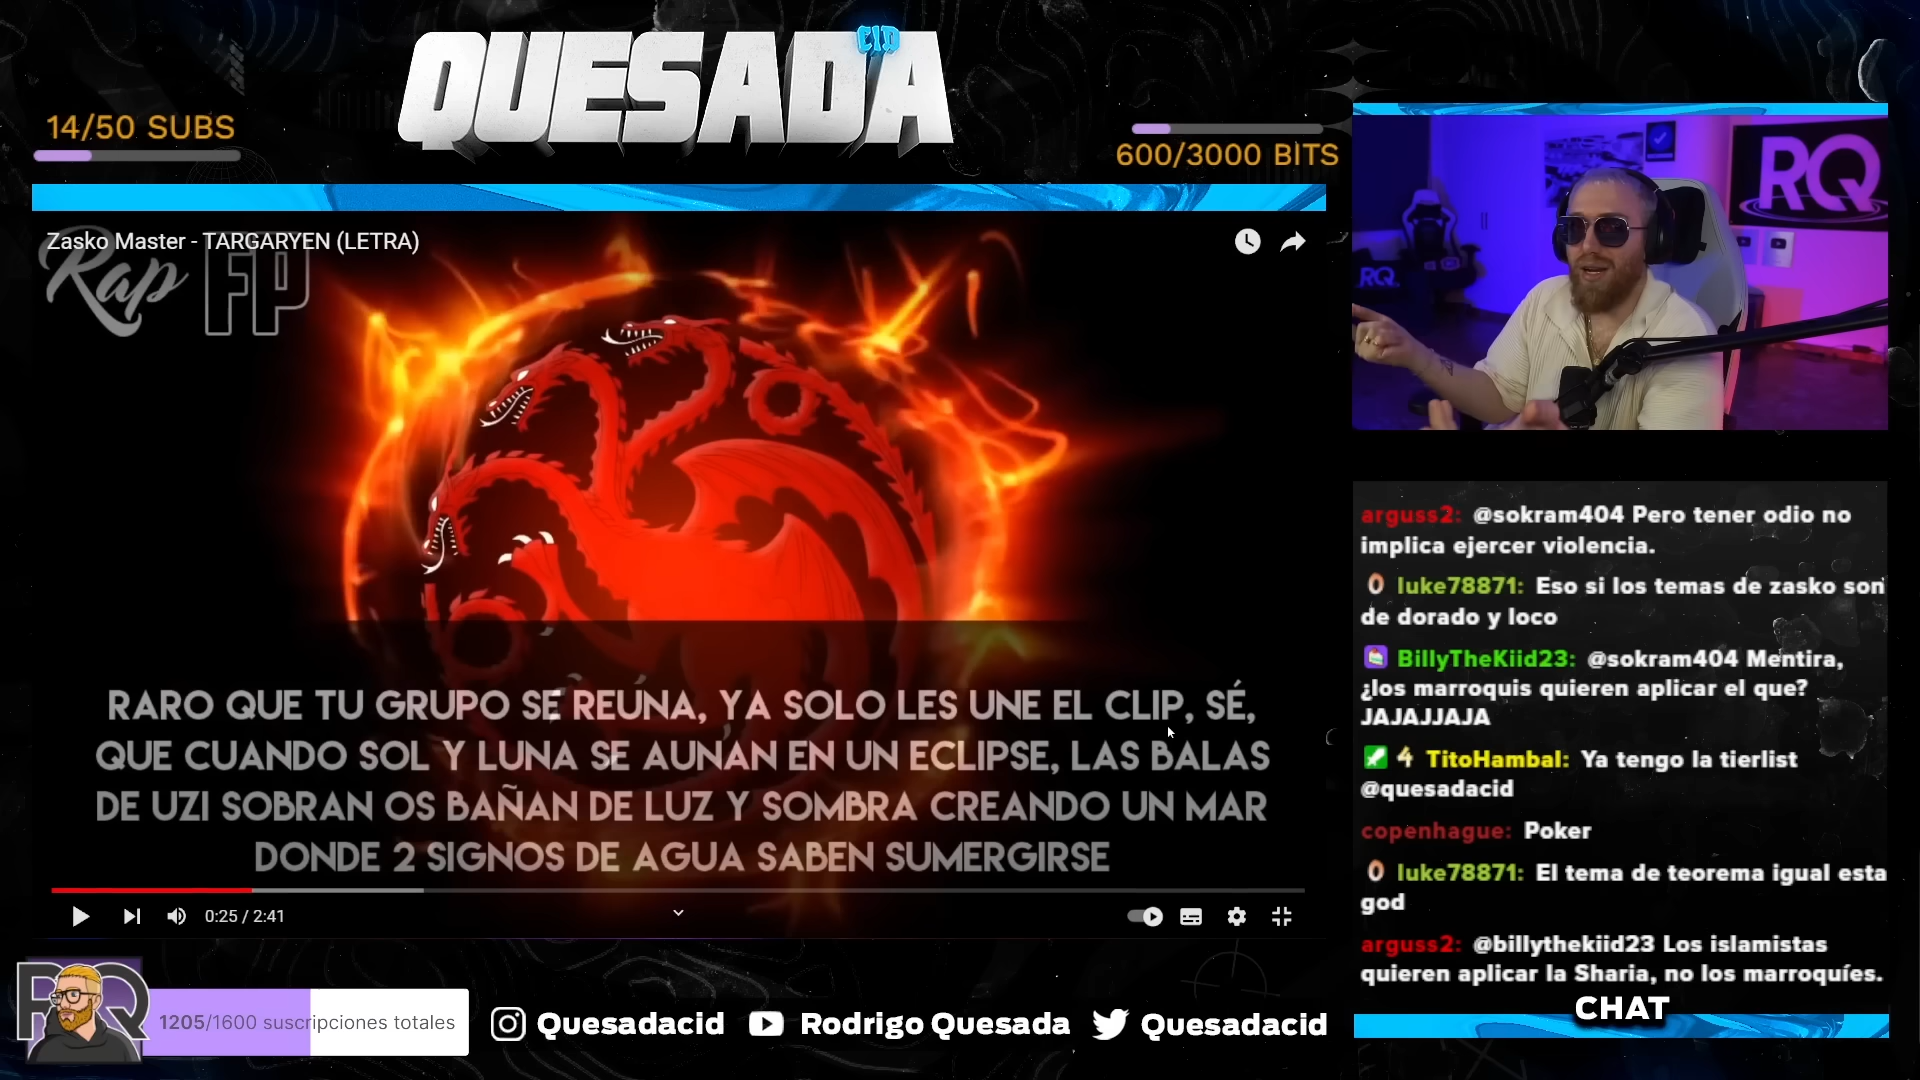 QUESADA
CID
14/50 SUBS
600/3000 BITS
Zasko Master - TARGARYEN (LETRA)
Rap FP
RARO QUE TU GRUPO SE REUNA, YA SOLO LES UNE EL CLIP, SÉ,
QUE CUANDO SOL Y LUNA SE AUNAN EN UN ECLIPSE, LAS BALAS
DE UZI SOBRAN OS BAÑAN DE LUZ Y SOMBRA CREANDO UN MAR
DONDE 2 SIGNOS DE AGUA SABEN SUMERGIRSE
0:25 / 2:41
RQ
RQ
arguss2: @sokram404 Pero tener odio no
implica ejercer violencia.
luke78871: Eso si los temas de zasko son
de dorado y loco
BillyTheKiid23: @sokram404 Mentira,
¿los marroquis quieren aplicar el que?
JAJAJJAJA
4 TitoHambal: Ya tengo la tierlist
@quesadacid
copenhague: Poker
luke78871: El tema de teorema igual esta
god
arguss2: @billythekiid23 Los islamistas
quieren aplicar la Sharia, no los marroquíes.
CHAT
RQ
1205/1600 suscripciones totales
Quesadacid
Rodrigo Quesada
Quesadacid